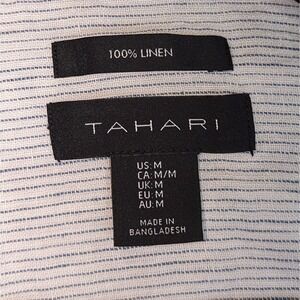 100% LINEN
TAHARI
US: M
CA: M/M
UK: M
EU: M
AU: M
MADE IN
BANGLADESH